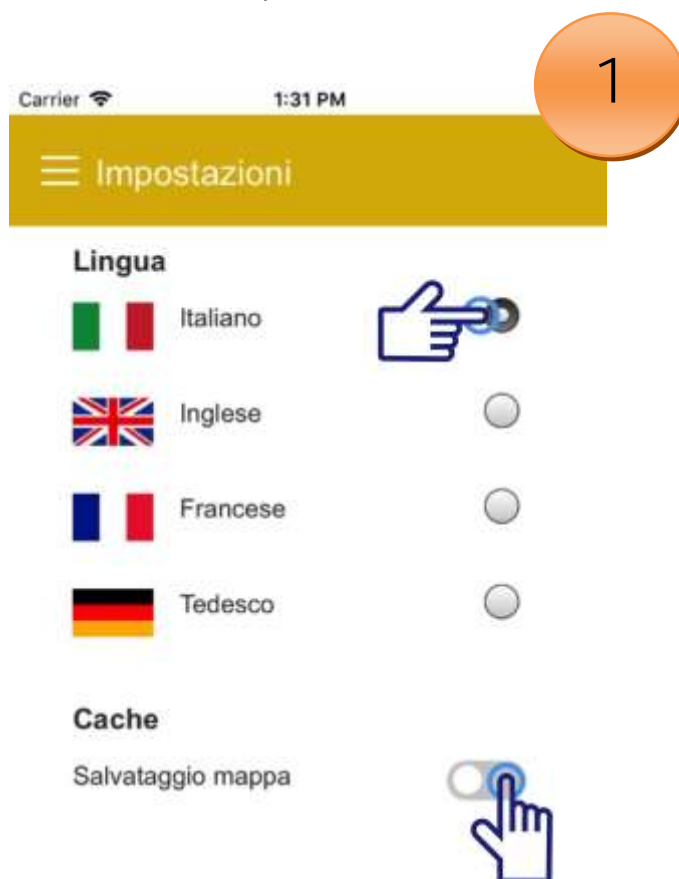 1
Carrier 1:31 PM
Impostazioni
Lingua
Italiano
Inglese
Francese
Tedesco
Cache
Salvataggio mappa